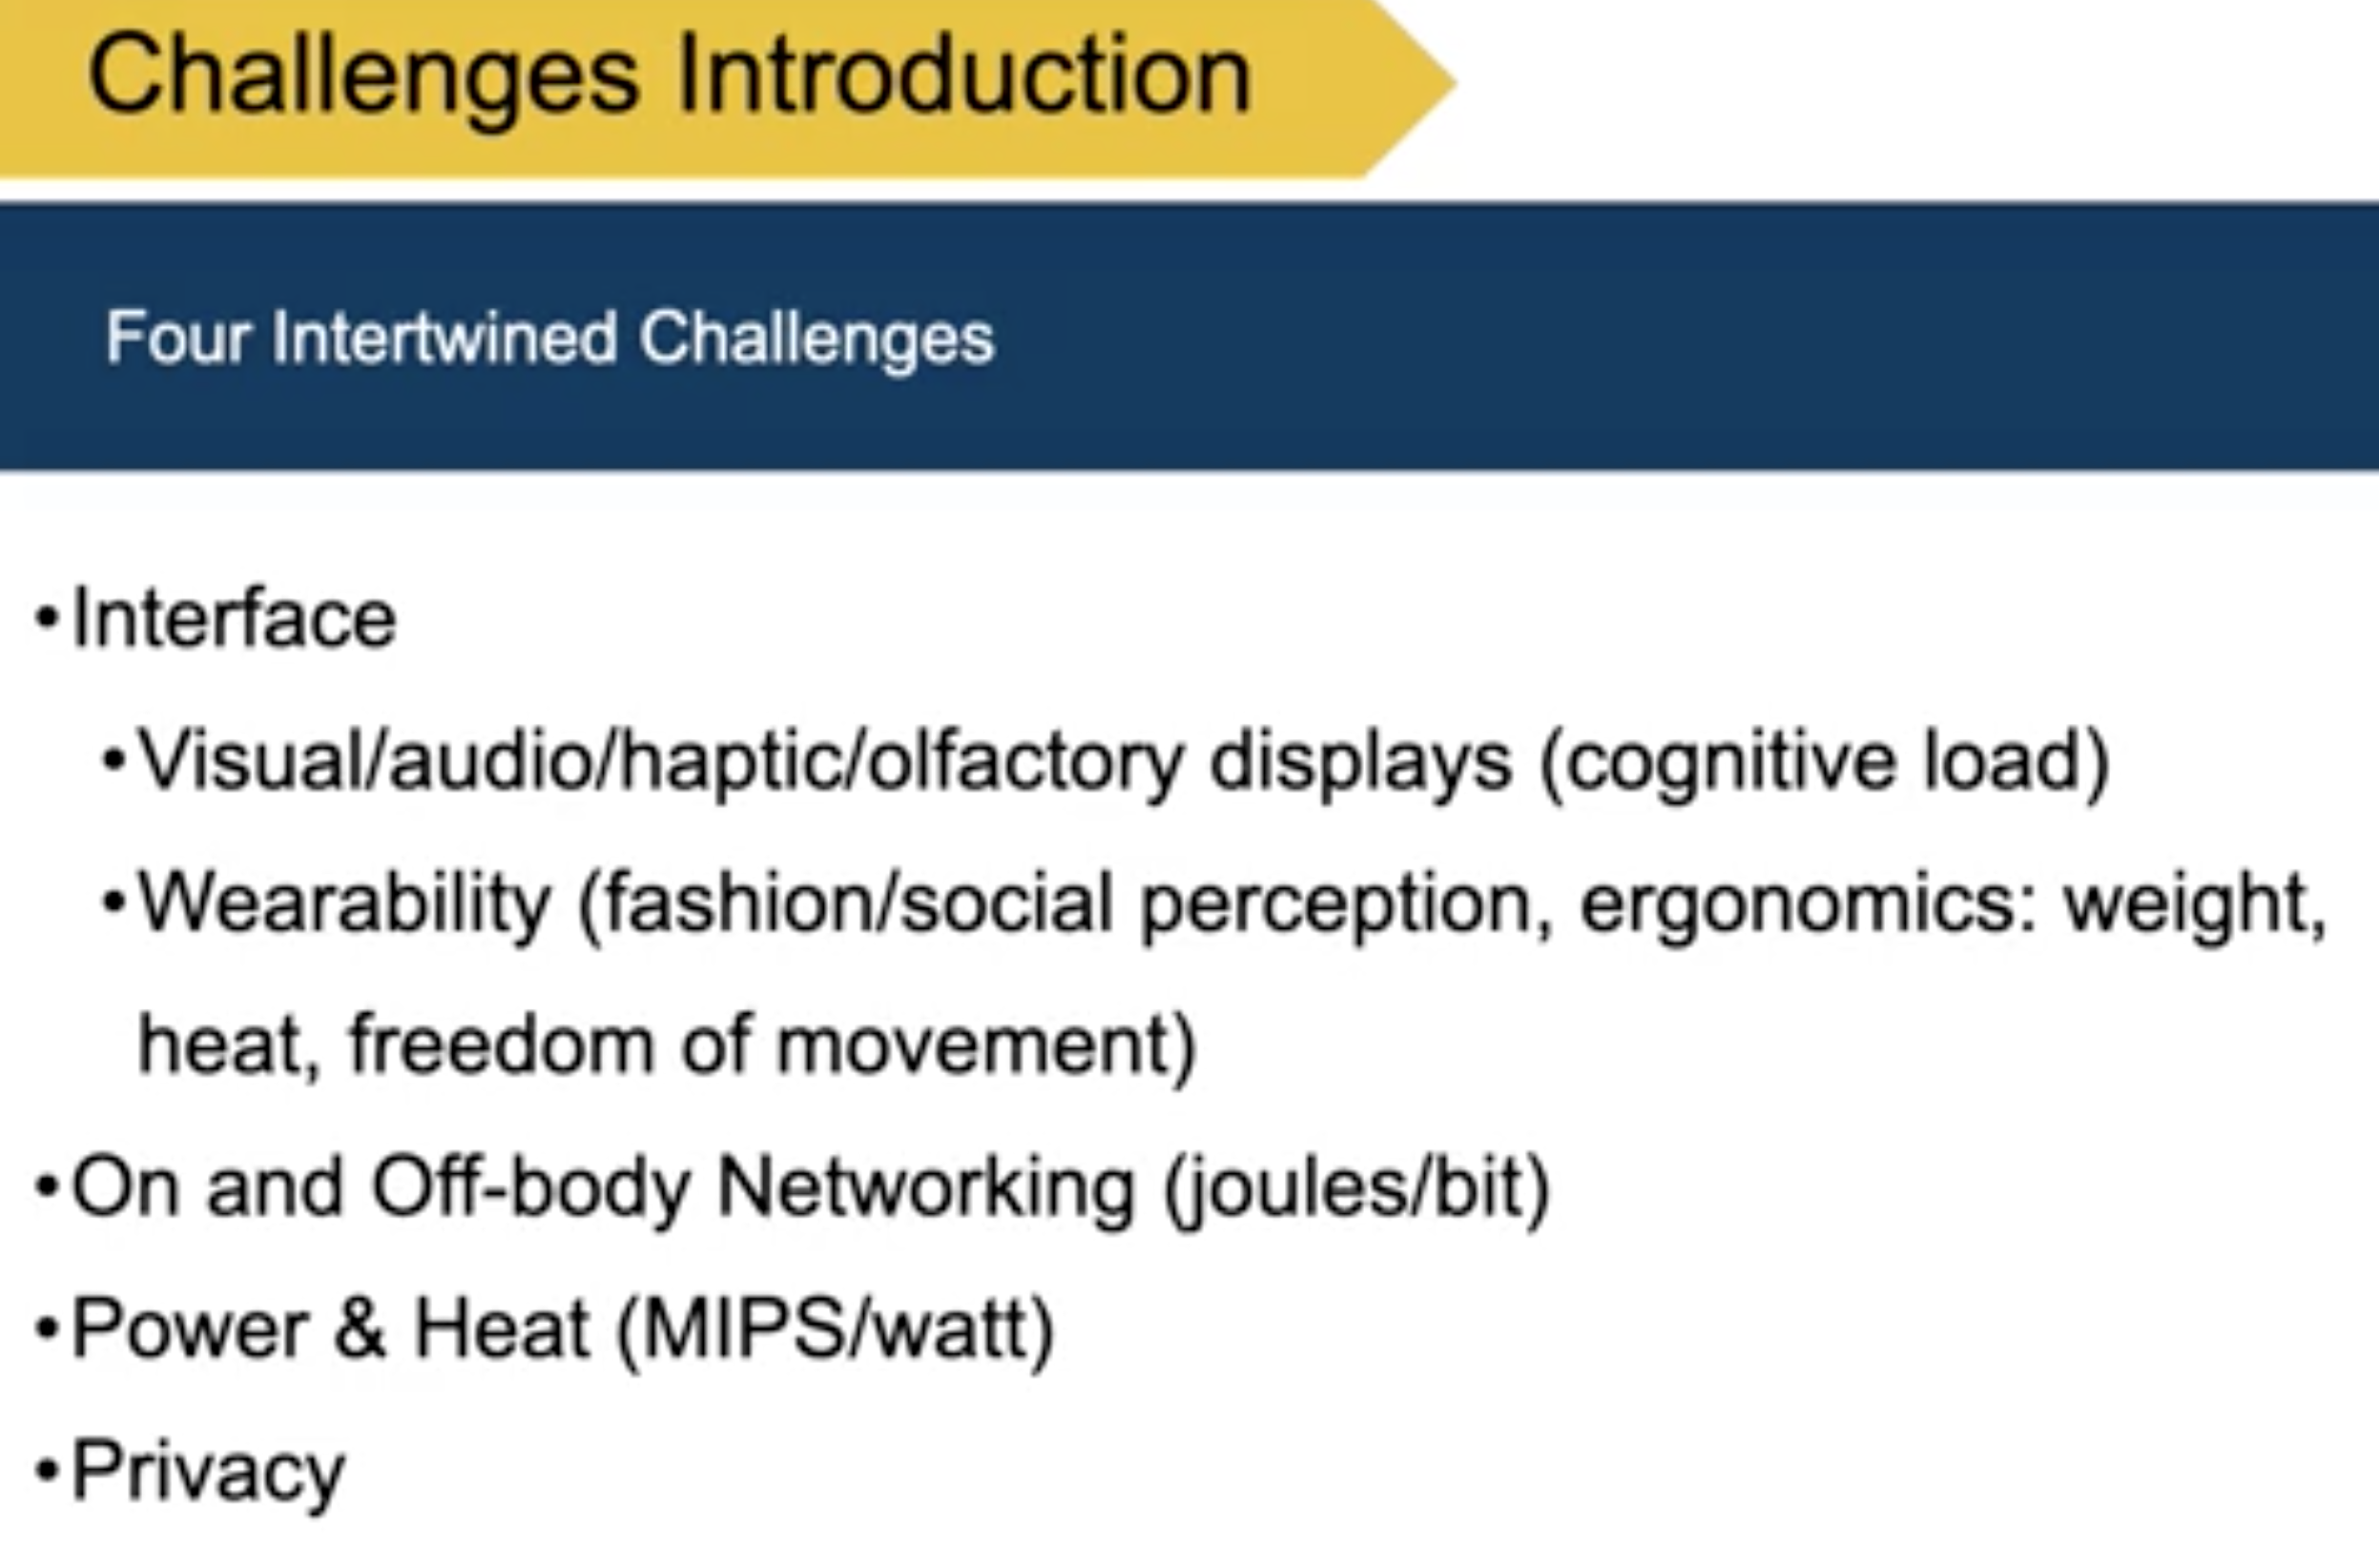 Challenges Introduction
Four Intertwined Challenges
•Interface
•Visual/audio/haptic/olfactory displays (cognitive load)
•Wearability (fashion/social perception, ergonomics: weight,
heat, freedom of movement)
•On and Off-body Networking (joules/bit)
•Power & Heat (MIPS/watt)
•Privacy